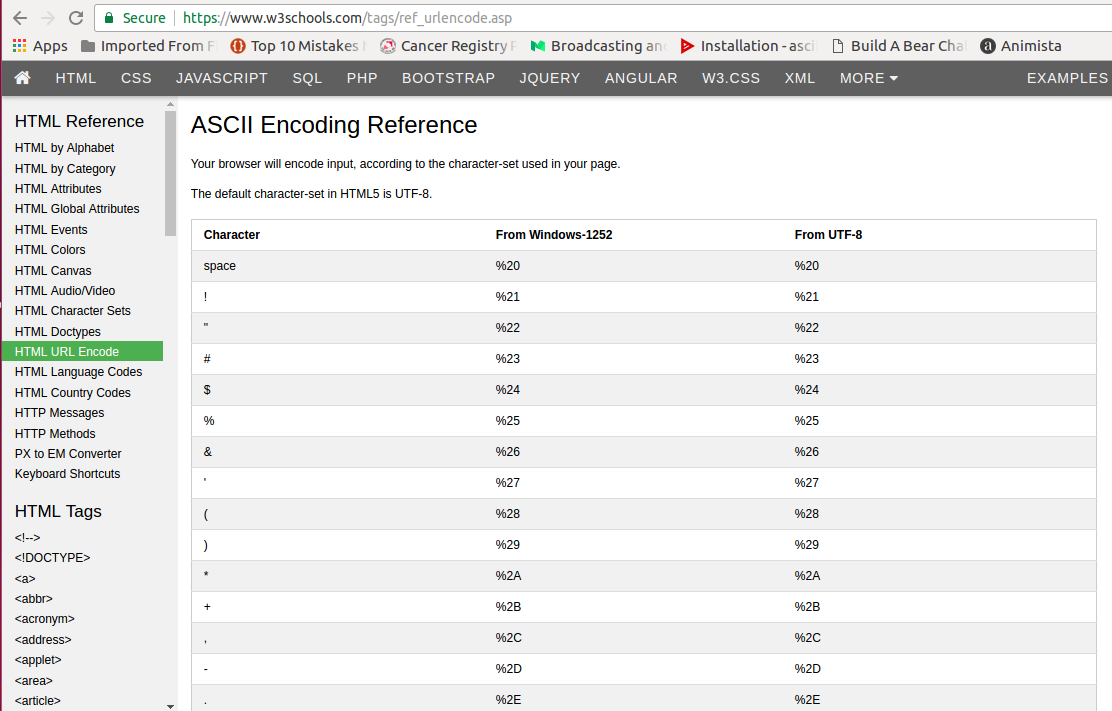 Secure https://www.w3schools.com/tags/ref_urlencode.asp
Apps Imported From Top 10 Mistakes Cancer Registry Broadcasting Installation - asci Build A Bear Cha Animista
HTML CSS JAVASCRIPT SQL PHP BOOTSTRAP JQUERY ANGULAR W3.CSS XML MORE EXAMPLES
HTML Reference
HTML by Alphabet
HTML by Category
HTML Attributes
HTML Global Attributes
HTML Events
HTML Colors
HTML Canvas
HTML Audio/Video
HTML Character Sets
HTML Doctypes
HTML URL Encode
HTML Language Codes
HTML Country Codes
HTTP Messages
HTTP Methods
PX to EM Converter
Keyboard Shortcuts
HTML Tags
<!-->
<!DOCTYPE>
<a>
<abbr>
<acronym>
<address>
<applet>
<area>
<article>
ASCII Encoding Reference
Your browser will encode input, according to the character-set used in your page.
The default character-set in HTML5 is UTF-8.
Character From Windows-1252 From UTF-8
space %20 %20
! %21 %21
" %22 %22
# %23 %23
$ %24 %24
% %25 %25
& %26 %26
' %27 %27
( %28 %28
) %29 %29
* %2A %2A
+ %2B %2B
, %2C %2C
- %2D %2D
. %2E %2E